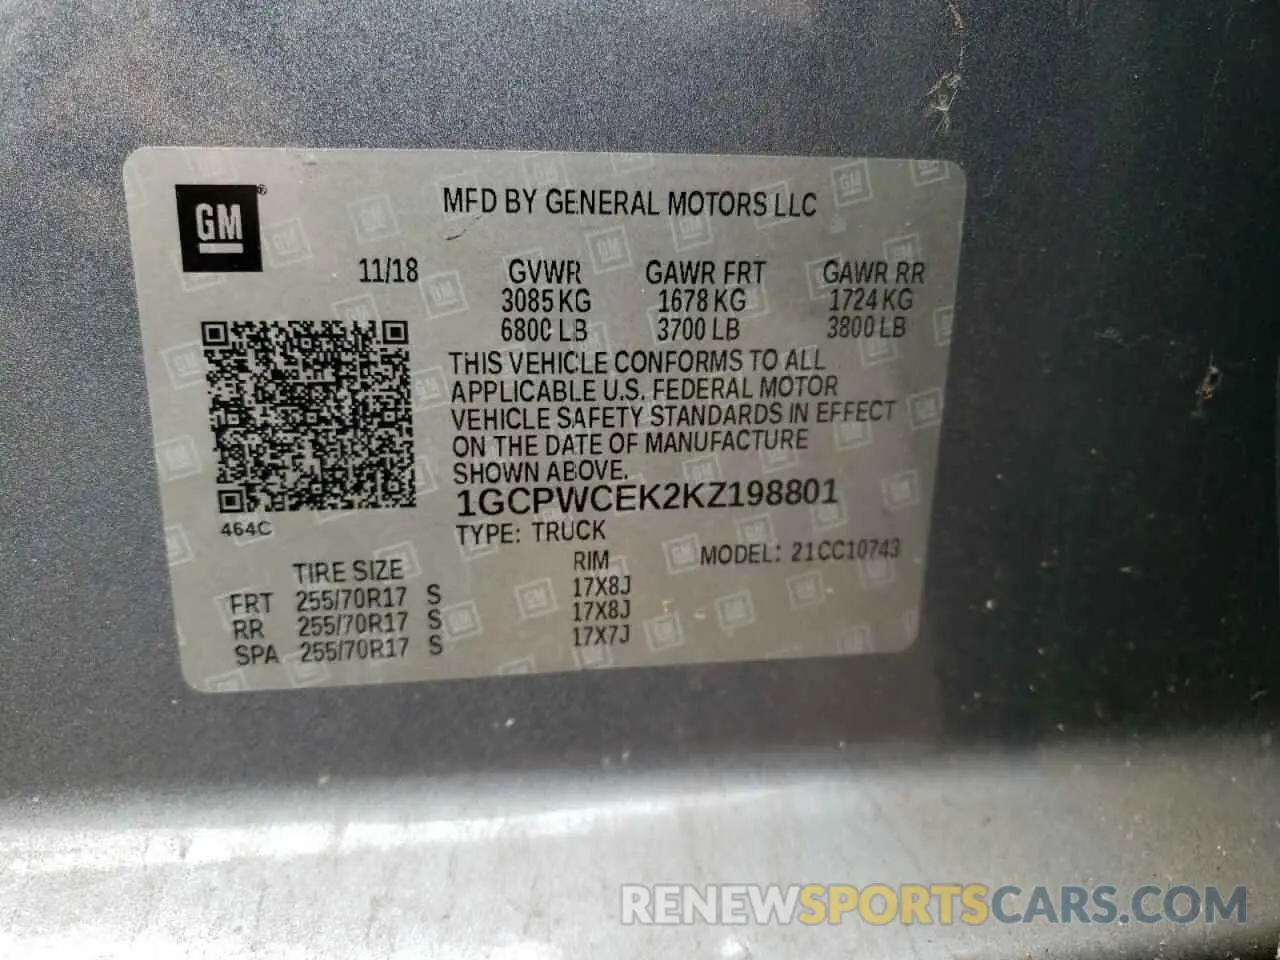 GM ®
MFD BY GENERAL MOTORS LLC
11/18 GVWR GAWR FRT GAWR RR
3085 KG 1678 KG 1724 KG
6800 LB 3700 LB 3800 LB
THIS VEHICLE CONFORMS TO ALL
APPLICABLE U.S. FEDERAL MOTOR
VEHICLE SAFETY STANDARDS IN EFFECT
ON THE DATE OF MANUFACTURE
SHOWN ABOVE.
1GCPWCEK2KZ198801
464C
TYPE: TRUCK
MODEL: 21CC10743
TIRE SIZE RIM
FRT 255/70R17 S 17X8J
RR 255/70R17 S 17X8J
SPA 255/70R17 S 17X7J
RENEWSPORTSCARS.COM